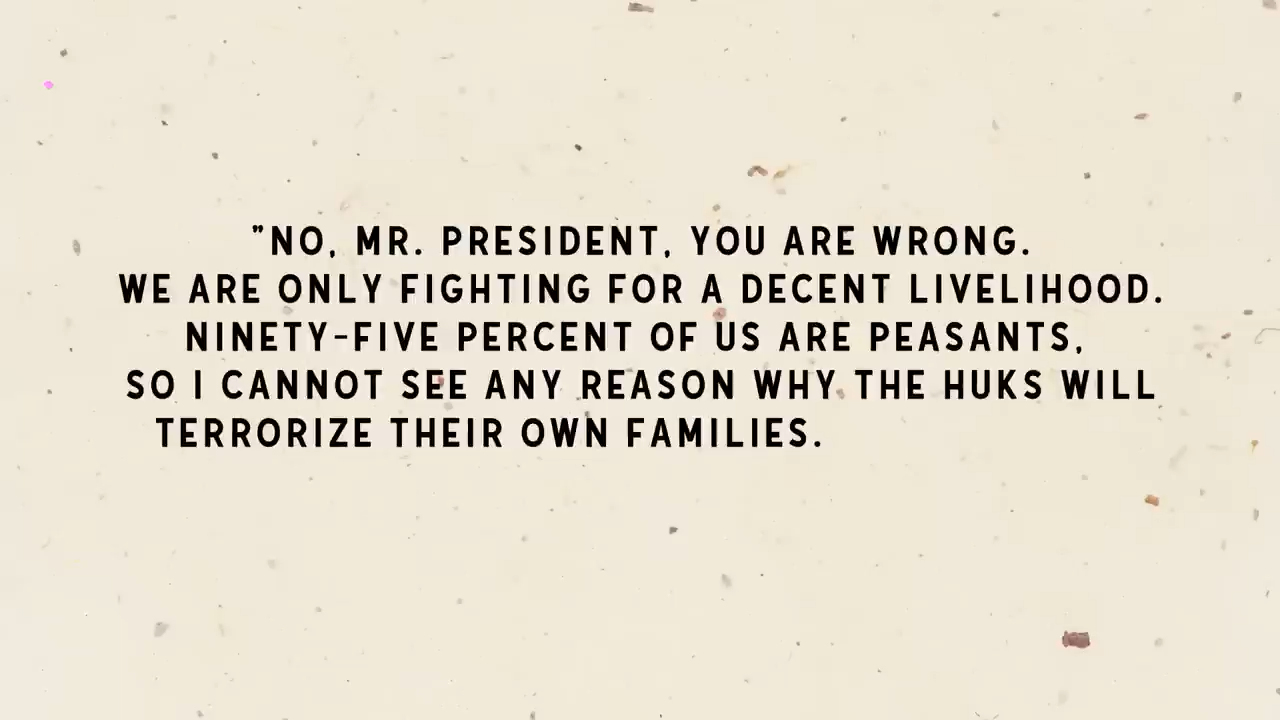 "NO, MR. PRESIDENT, YOU ARE WRONG.
WE ARE ONLY FIGHTING FOR A DECENT LIVELIHOOD.
NINETY-FIVE PERCENT OF US ARE PEASANTS,
SO I CANNOT SEE ANY REASON WHY THE HUKS WILL
TERRORIZE THEIR OWN FAMILIES.